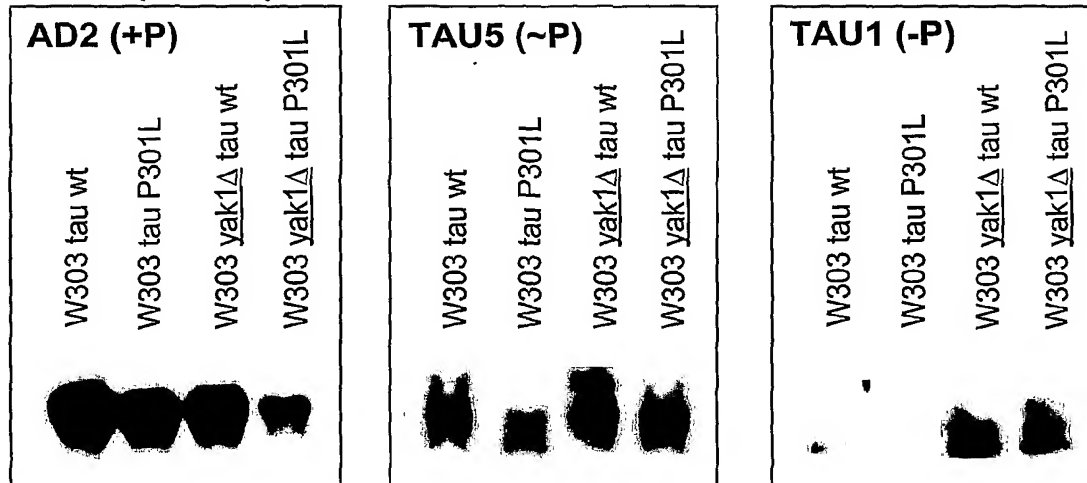 AD2 (+P)
W303 tau wt
W303 tau P301L
W303 yak1Δ tau wt
W303 yak1Δ tau P301L
TAU5 (~P)
W303 tau wt
W303 tau P301L
W303 yak1Δ tau wt
W303 yak1Δ tau P301L
TAU1 (-P)
W303 tau wt
W303 tau P301L
W303 yak1Δ tau wt
W303 yak1Δ tau P301L